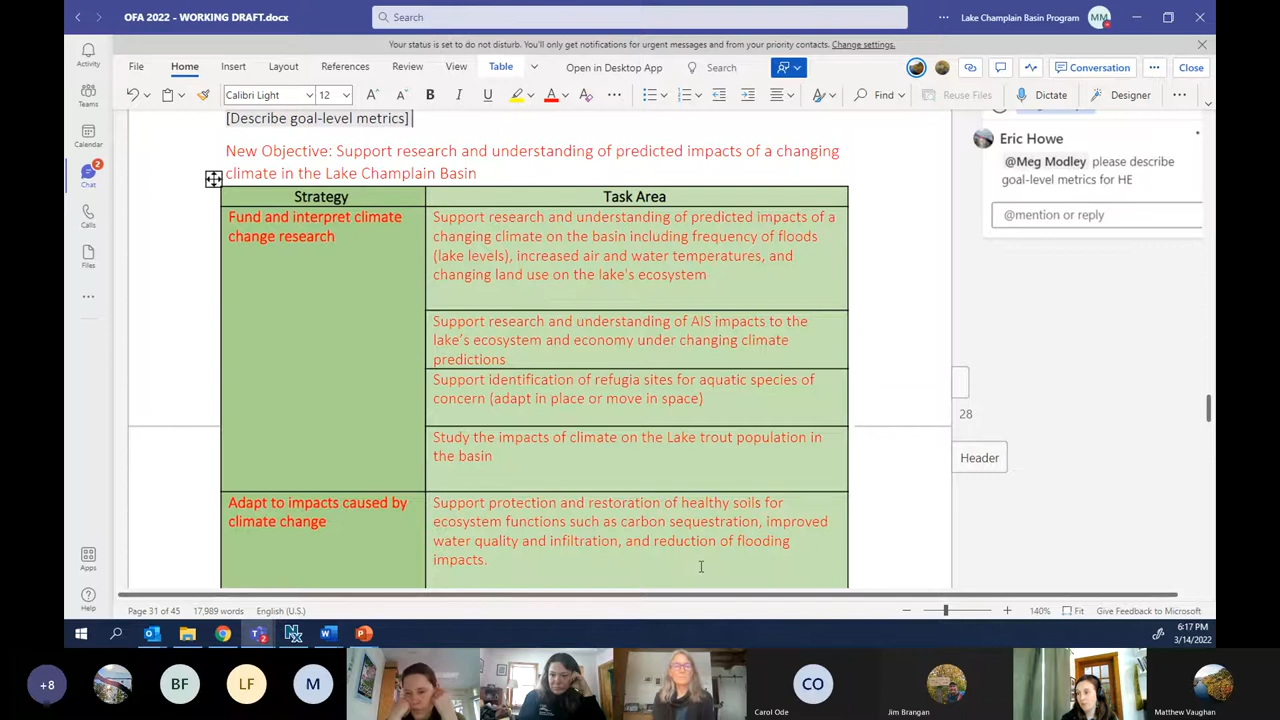 OFA 2022 - WORKING DRAFT.docx
Search
Lake Champlain Basin Program
MM
Your status is set to do not disturb. You'll only get notifications for urgent messages and from your priority contacts. Change settings.
Activity
Teams
Calendar
2
Chat
Calls
Files
Apps
Help
File Home Insert Layout References Review View Table Open in Desktop App Search Conversation Close
Calibri Light 12 B I U A Find Reuse Files Dictate Designer
[Describe goal-level metrics]
New Objective: Support research and understanding of predicted impacts of a changing
climate in the Lake Champlain Basin
Strategy Task Area
Fund and interpret climate
change research
Support research and understanding of predicted impacts of a
changing climate on the basin including frequency of floods
(lake levels), increased air and water temperatures, and
changing land use on the lake's ecosystem
Support research and understanding of AIS impacts to the
lake's ecosystem and economy under changing climate
predictions
Support identification of refugia sites for aquatic species of
concern (adapt in place or move in space)
Study the impacts of climate on the Lake trout population in
the basin
Adapt to impacts caused by
climate change
Support protection and restoration of healthy soils for
ecosystem functions such as carbon sequestration, improved
water quality and infiltration, and reduction of flooding
impacts.
Eric Howe
@Meg Modley please describe
goal-level metrics for HE
@mention or reply
28
Header
Page 31 of 45 17,989 words English (U.S.) 140% Fit Give Feedback to Microsoft
6:17 PM
3/14/2022
+8
BF
LF
M
CO
Carol Ode
Jim Brangan
Matthew Vaughan